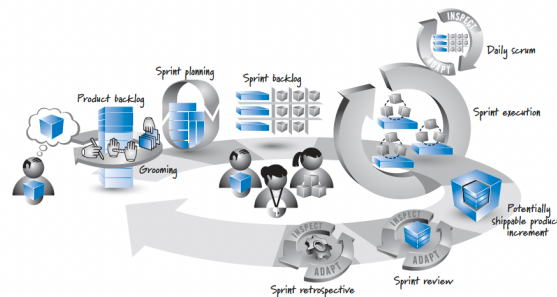 INSPECT
ADAPT
Daily scrum
Sprint planning
Sprint backlog
Product backlog
Sprint execution
Grooming
Potentially
shippable produc
increment
INSPECT
ADAPT
Sprint review
INSPECT
ADAPT
Sprint retrospective